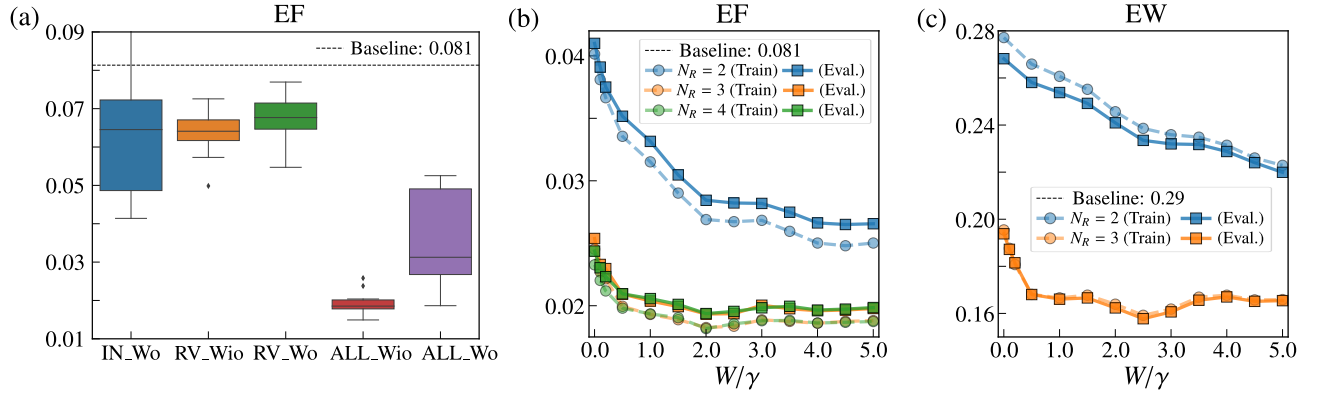 (a)
EF
0.09
0.07
0.05
0.03
0.01
Baseline: 0.081
IN_Wo RV_Wio RV_Wo ALL_Wio ALL_Wo
(b)
EF
0.04
0.03
0.02
Baseline: 0.081
N_R = 2 (Train) (Eval.)
N_R = 3 (Train) (Eval.)
N_R = 4 (Train) (Eval.)
0.0 1.0 2.0 3.0 4.0 5.0
W/γ
(c)
EW
0.28
0.24
0.20
0.16
Baseline: 0.29
N_R = 2 (Train) (Eval.)
N_R = 3 (Train) (Eval.)
0.0 1.0 2.0 3.0 4.0 5.0
W/γ